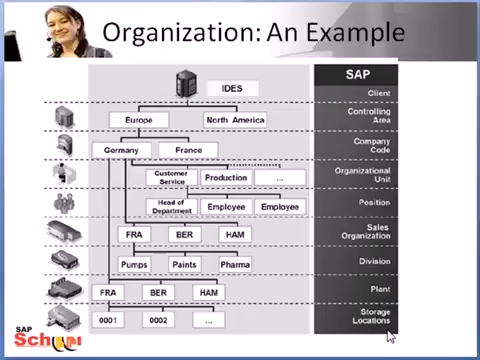 Organization: An Example
SAP
IDES
Client
Europe
North America
Controlling
Area
Germany
France
Company
Code
Customer
Service
Production
...
Organizational
Unit
Head of
Department
Employee
Employee
Position
FRA
BER
HAM
Sales
Organization
Pumps
Paints
Pharma
Division
FRA
BER
HAM
Plant
0001
0002
...
Storage
Locations
SAP